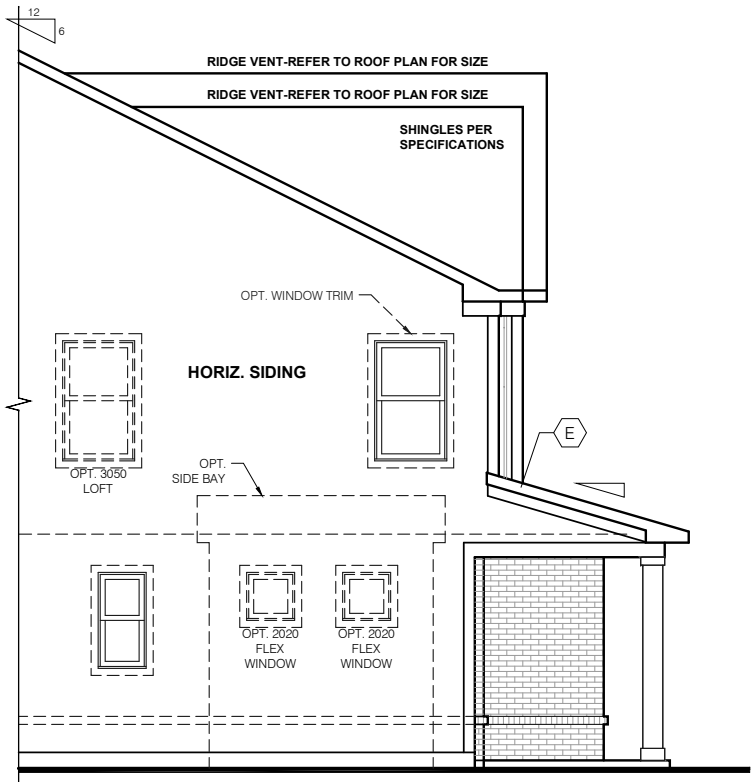 12
6
RIDGE VENT-REFER TO ROOF PLAN FOR SIZE
RIDGE VENT-REFER TO ROOF PLAN FOR SIZE
SHINGLES PER
SPECIFICATIONS
OPT. WINDOW TRIM
HORIZ. SIDING
E
OPT. 3050
LOFT
OPT.
SIDE BAY
OPT. 2020
FLEX
WINDOW
OPT. 2020
FLEX
WINDOW